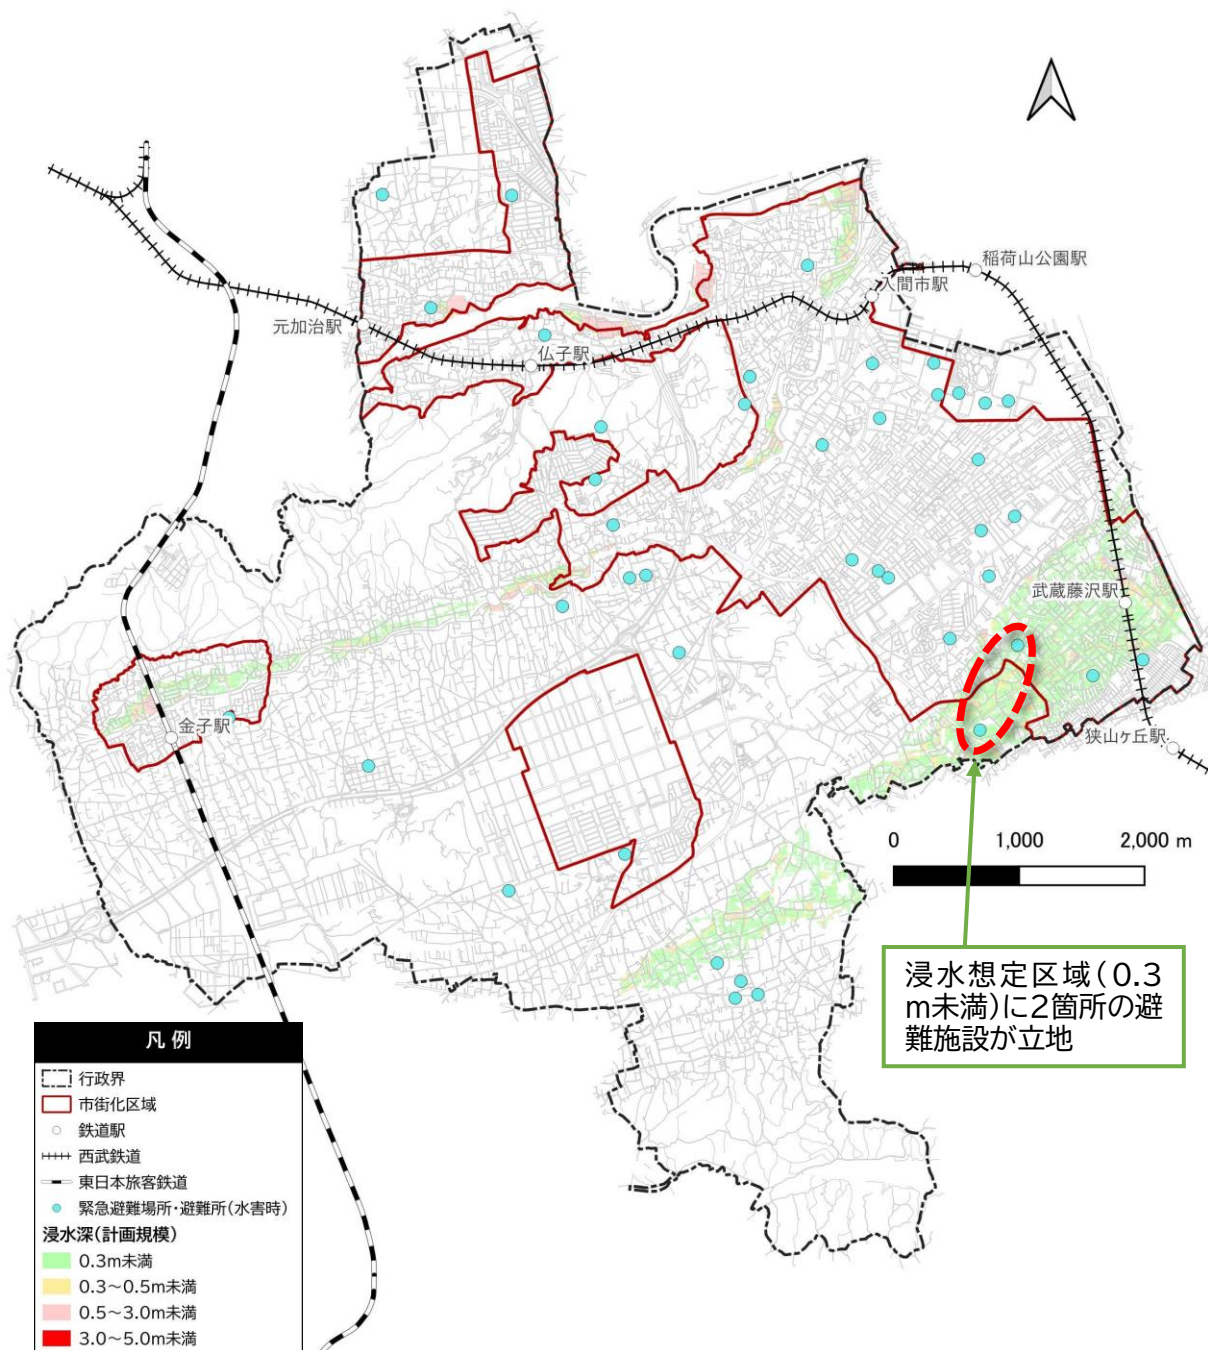 稲荷山公園駅
入間市駅
元加治駅
仏子駅
武蔵藤沢駅
金子駅
狭山ヶ丘駅
0 1,000 2,000 m
浸水想定区域(0.3
m未満)に2箇所の避
難施設が立地
凡例
行政界
市街化区域
鉄道駅
西武鉄道
東日本旅客鉄道
緊急避難場所・避難所(水害時)
浸水深(計画規模)
0.3m未満
0.3~0.5m未満
0.5~3.0m未満
3.0~5.0m未満